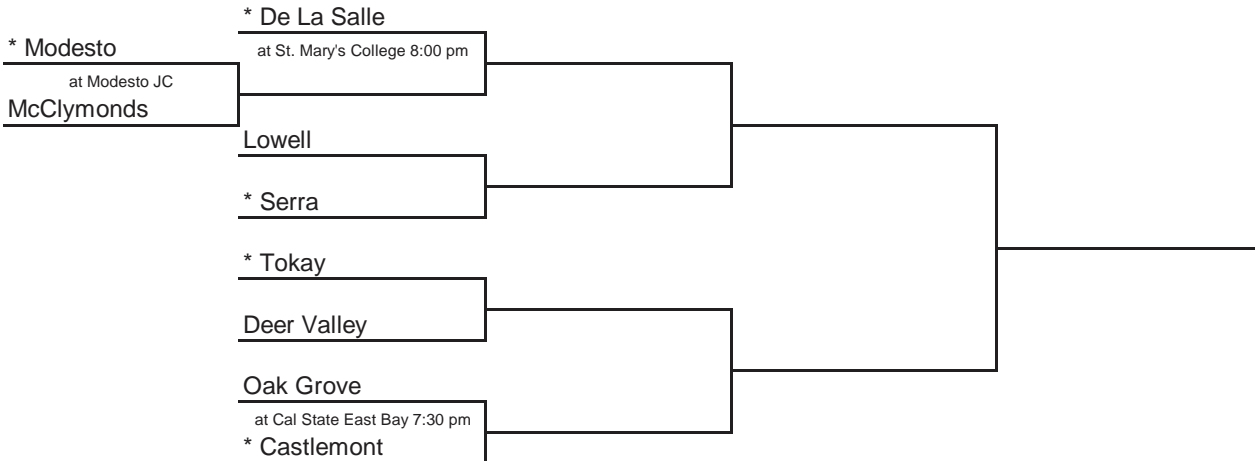 * De La Salle
* Modesto
at St. Mary's College 8:00 pm
at Modesto JC
McClymonds
Lowell
* Serra
* Tokay
Deer Valley
Oak Grove
at Cal State East Bay 7:30 pm
* Castlemont